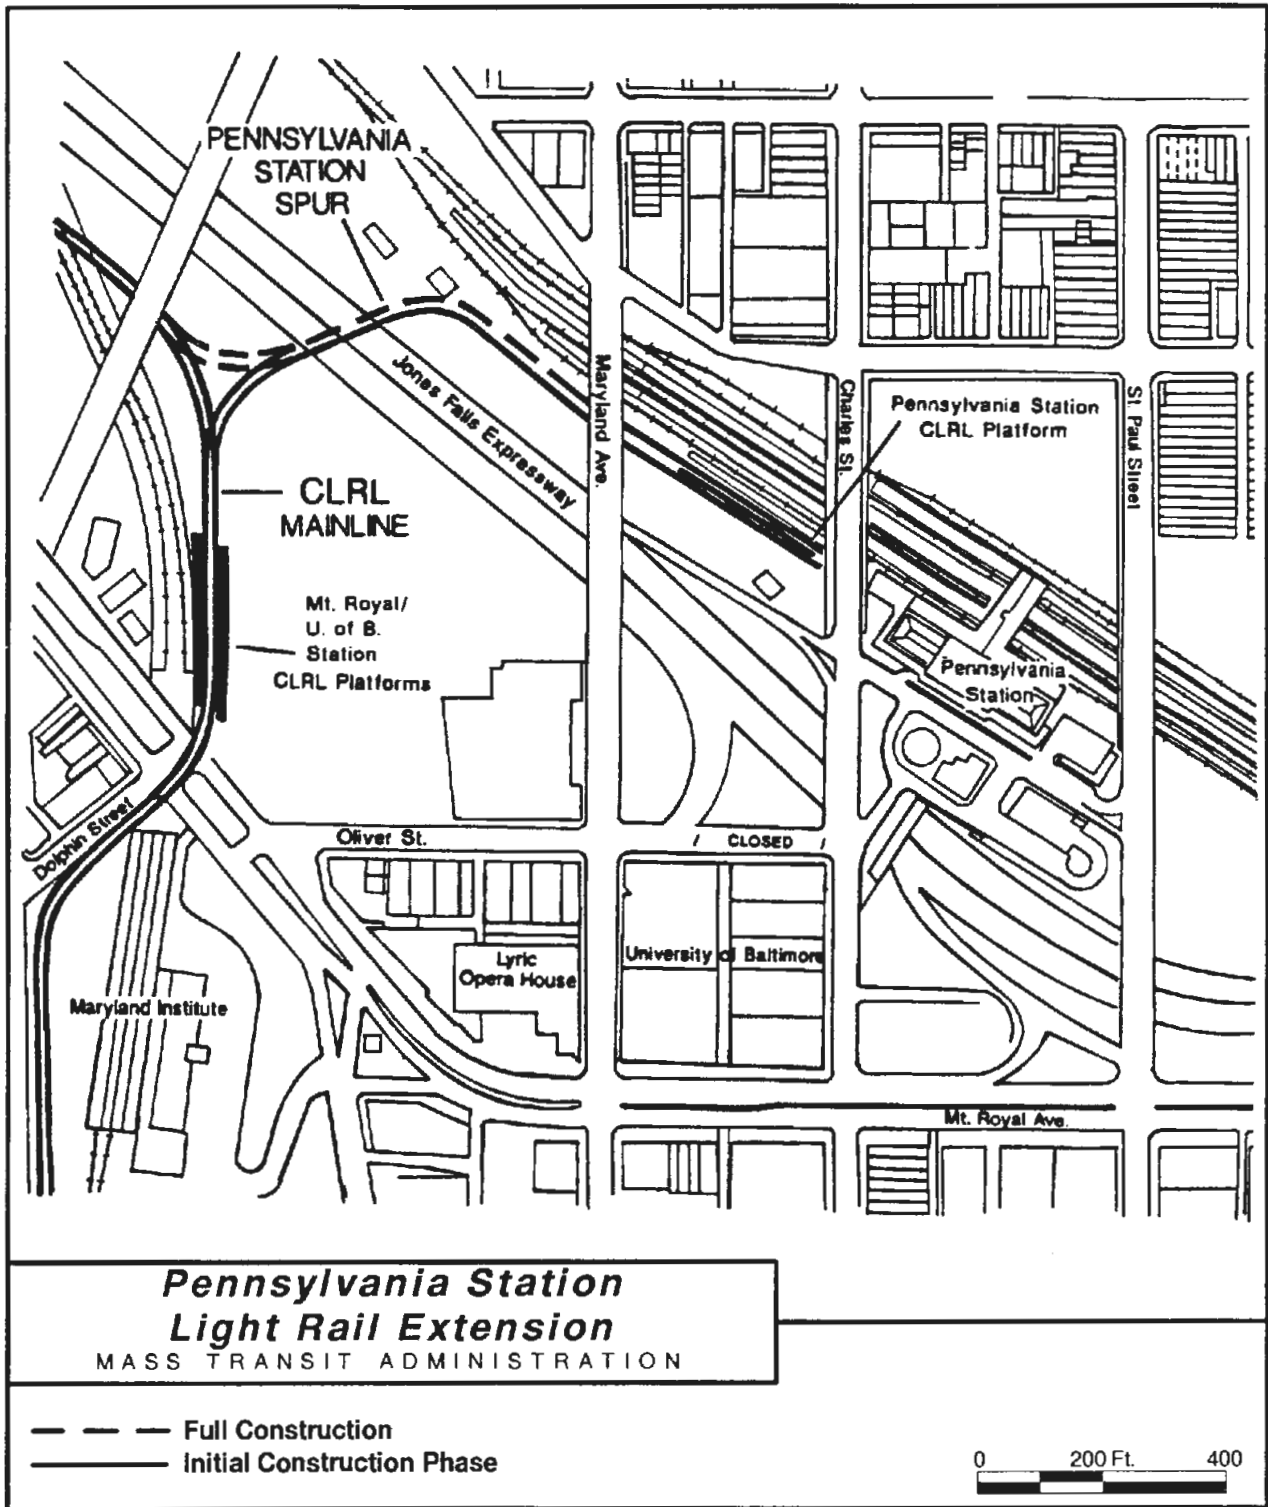 PENNSYLVANIA
STATION
SPUR
Jones Falls Expressway
Maryland Ave.
Charles St.
St. Paul Street
Pennsylvania Station
CLRL Platform
CLRL
MAINLINE
Mt. Royal/
U. of B.
Station
CLRL Platforms
Pennsylvania
Station
Dolphin Street
Oliver St.
CLOSED
Lyric
Opera House
University of Baltimore
Maryland Institute
Mt. Royal Ave.
Pennsylvania Station
Light Rail Extension
MASS TRANSIT ADMINISTRATION
Full Construction
Initial Construction Phase
0 200 Ft. 400